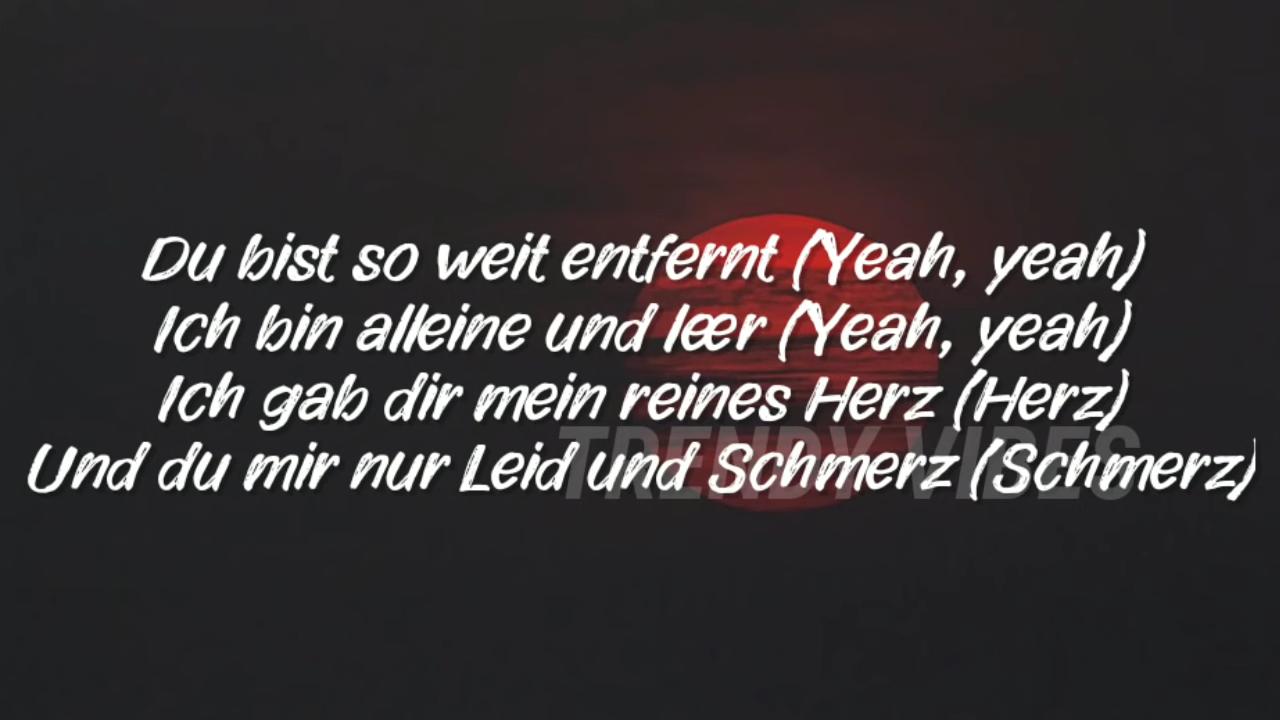 Du bist so weit entfernt (Yeah, yeah)
Ich bin alleine und leer (Yeah, yeah)
Ich gab dir mein reines Herz (Herz)
Und du mir nur Leid und Schmerz (Schmerz)
TRENDY VIBES